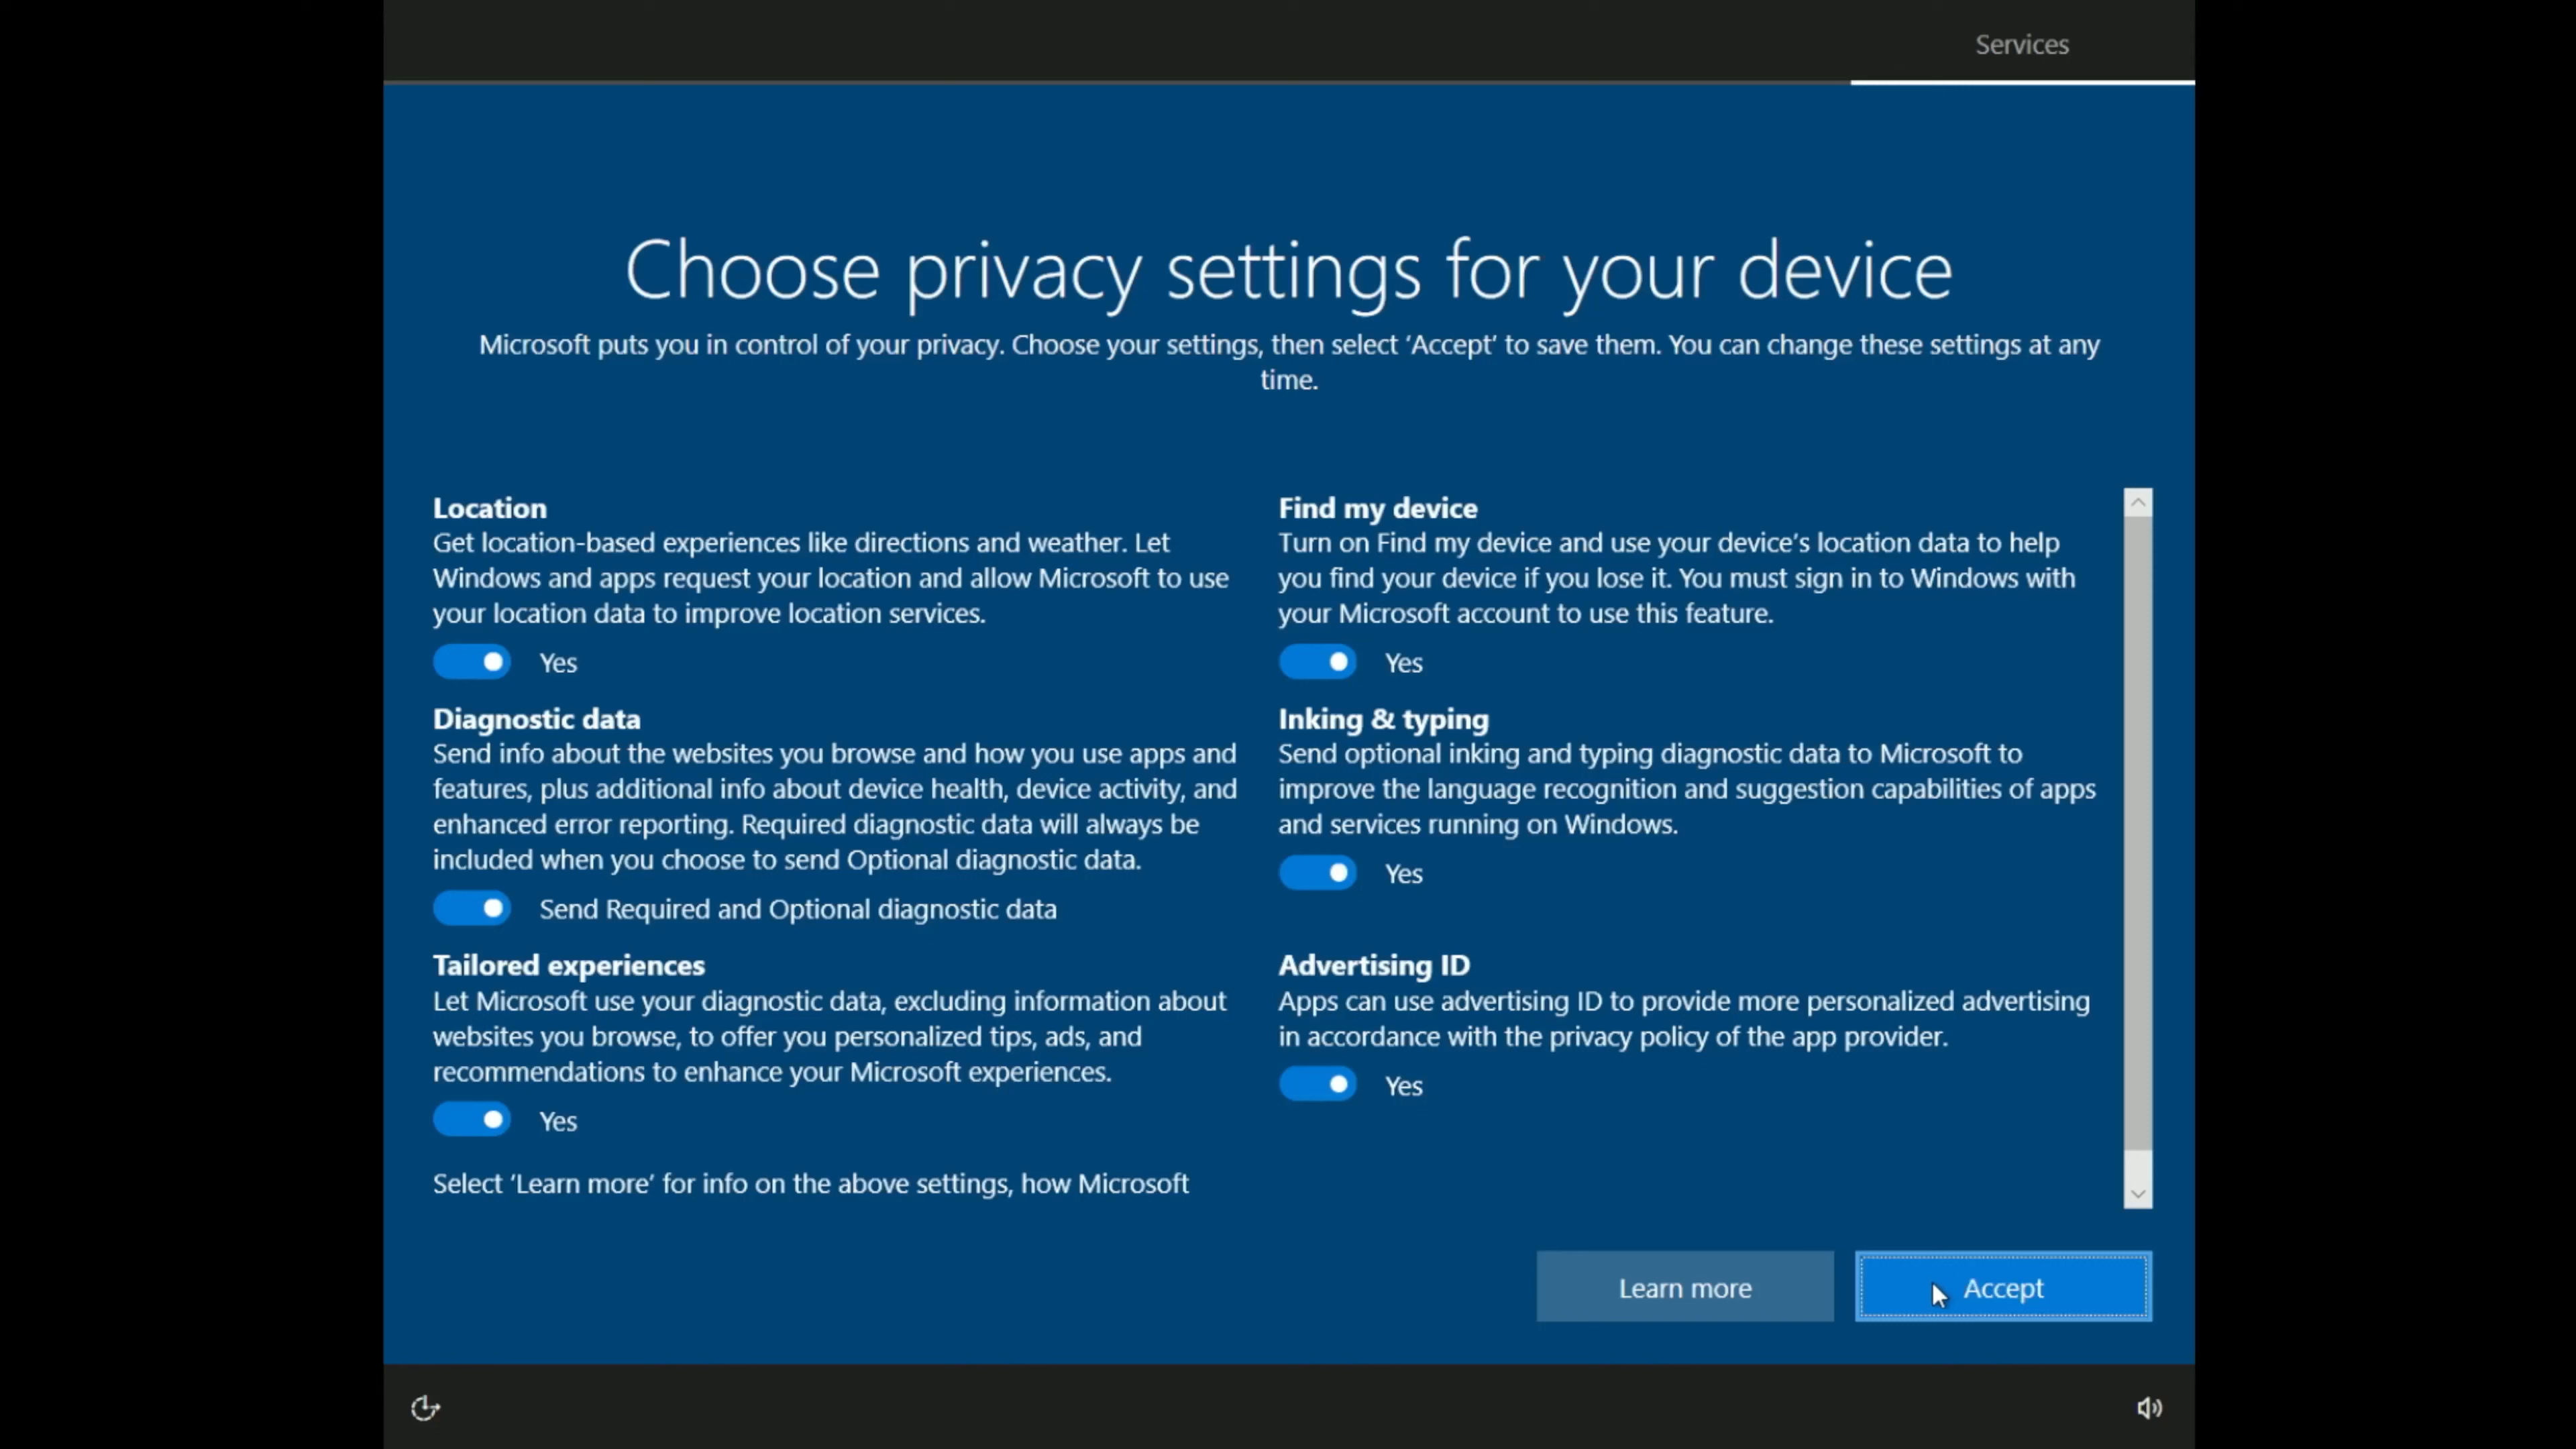 Services
Choose privacy settings for your device
Microsoft puts you in control of your privacy. Choose your settings, then select ‘Accept’ to save them. You can change these settings at any
time.
Location
Get location-based experiences like directions and weather. Let
Windows and apps request your location and allow Microsoft to use
your location data to improve location services.
Yes
Diagnostic data
Send info about the websites you browse and how you use apps and
features, plus additional info about device health, device activity, and
enhanced error reporting. Required diagnostic data will always be
included when you choose to send Optional diagnostic data.
Send Required and Optional diagnostic data
Tailored experiences
Let Microsoft use your diagnostic data, excluding information about
websites you browse, to offer you personalized tips, ads, and
recommendations to enhance your Microsoft experiences.
Yes
Select ‘Learn more’ for info on the above settings, how Microsoft
Find my device
Turn on Find my device and use your device’s location data to help
you find your device if you lose it. You must sign in to Windows with
your Microsoft account to use this feature.
Yes
Inking & typing
Send optional inking and typing diagnostic data to Microsoft to
improve the language recognition and suggestion capabilities of apps
and services running on Windows.
Yes
Advertising ID
Apps can use advertising ID to provide more personalized advertising
in accordance with the privacy policy of the app provider.
Yes
Learn more
Accept